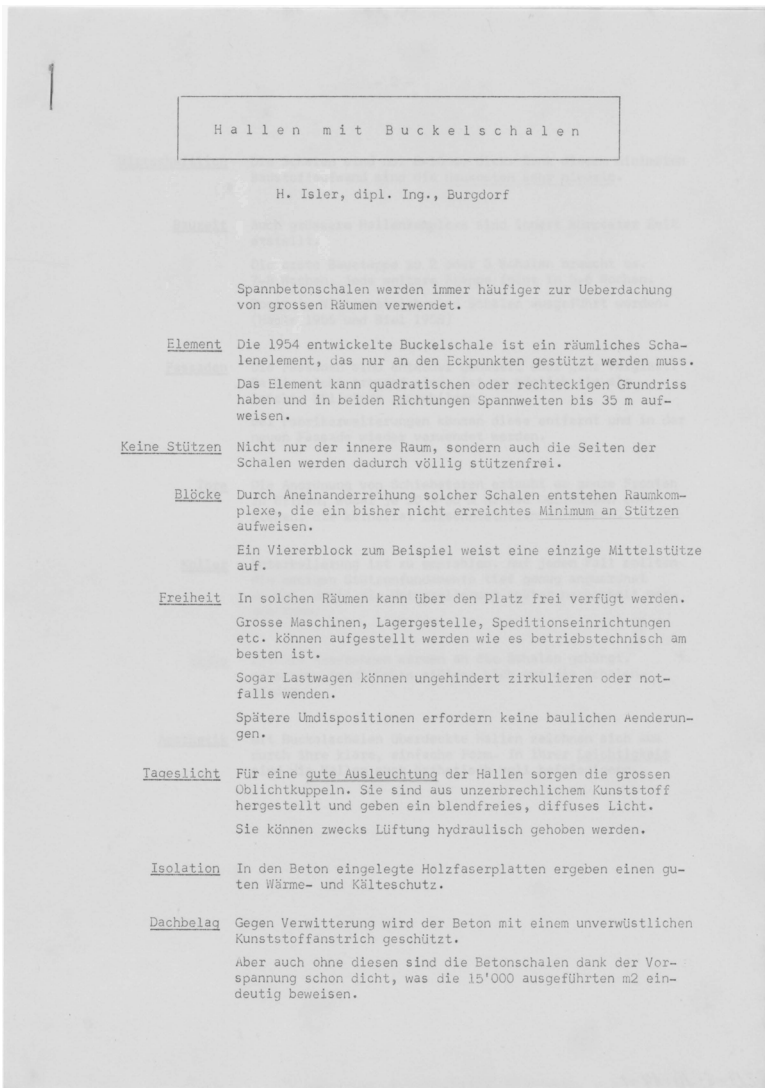 Hallen mit Buckelschalen
H. Isler, dipl. Ing., Burgdorf
Spannbetonschalen werden immer häufiger zur Ueberdachung
von grossen Räumen verwendet.
Element Die 1954 entwickelte Buckelschale ist ein räumliches Scha-
lenelement, das nur an den Eckpunkten gestützt werden muss.
Das Element kann quadratischen oder rechteckigen Grundriss
haben und in beiden Richtungen Spannweiten bis 35 m auf-
weisen.
Keine Stützen Nicht nur der innere Raum, sondern auch die Seiten der
Schalen werden dadurch völlig stützenfrei.
Blöcke Durch Aneinanderreihung solcher Schalen entstehen Raumkom-
plexe, die ein bisher nicht erreichtes Minimum an Stützen
aufweisen.
Ein Viererblock zum Beispiel weist eine einzige Mittelstütze
auf.
Freiheit In solchen Räumen kann über den Platz frei verfügt werden.
Grosse Maschinen, Lagergestelle, Speditionseinrichtungen
etc. können aufgestellt werden wie es betriebstechnisch am
besten ist.
Sogar Lastwagen können ungehindert zirkulieren oder not-
falls wenden.
Spätere Umdispositionen erfordern keine baulichen Aenderun-
gen.
Tageslicht Für eine gute Ausleuchtung der Hallen sorgen die grossen
Oblichtkuppeln. Sie sind aus unzerbrechlichem Kunststoff
hergestellt und geben ein blendfreies, diffuses Licht.
Sie können zwecks Lüftung hydraulisch gehoben werden.
Isolation In den Beton eingelegte Holzfaserplatten ergeben einen gu-
ten Wärme- und Kälteschutz.
Dachbelag Gegen Verwitterung wird der Beton mit einem unverwüstlichen
Kunststoffanstrich geschützt.
Aber auch ohne diesen sind die Betonschalen dank der Vor-
spannung schon dicht, was die 15'000 ausgeführten m2 ein-
deutig beweisen.